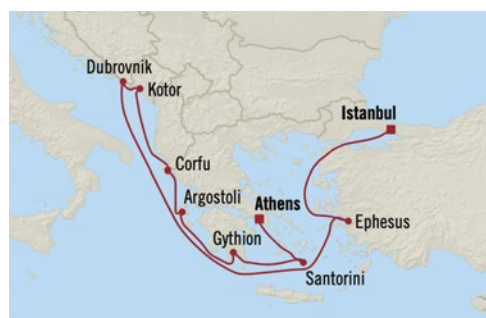 Dubrovnik
Kotor
Istanbul
Corfu
Argostoli
Athens
Ephesus
Gythion
Santorini